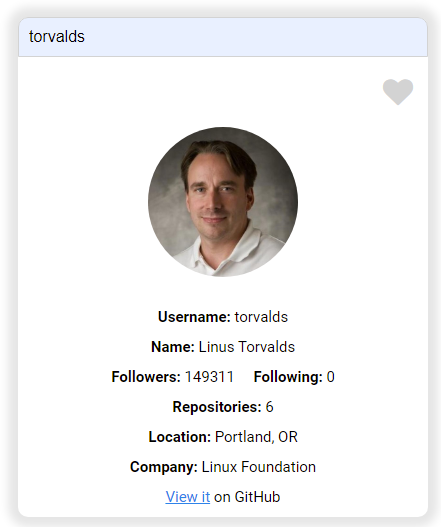 torvalds
Username: torvalds
Name: Linus Torvalds
Followers: 149311 Following: 0
Repositories: 6
Location: Portland, OR
Company: Linux Foundation
View it on GitHub